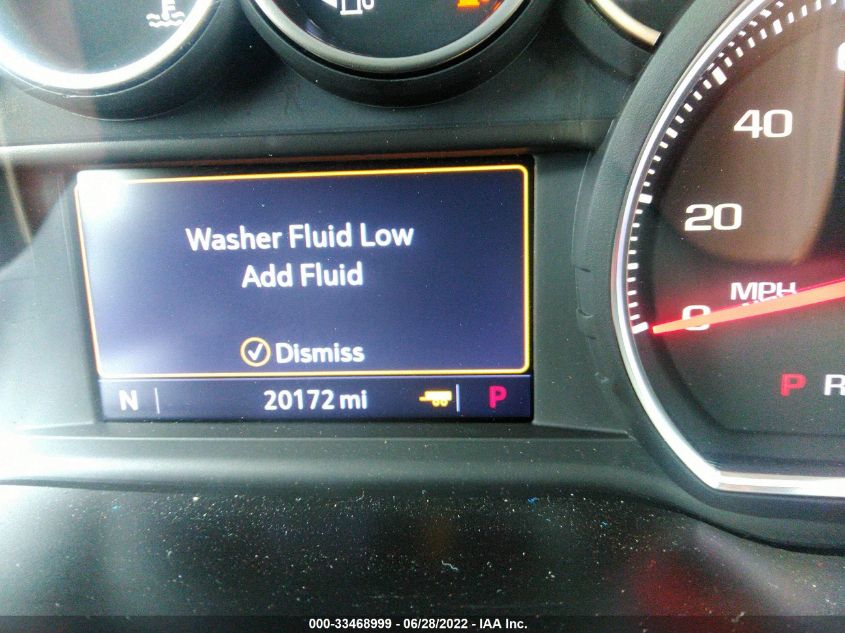 40
20
0
MPH
Washer Fluid Low
Add Fluid
Dismiss
N 20172 mi P
P R
000-33468999 - 06/28/2022 - IAA Inc.